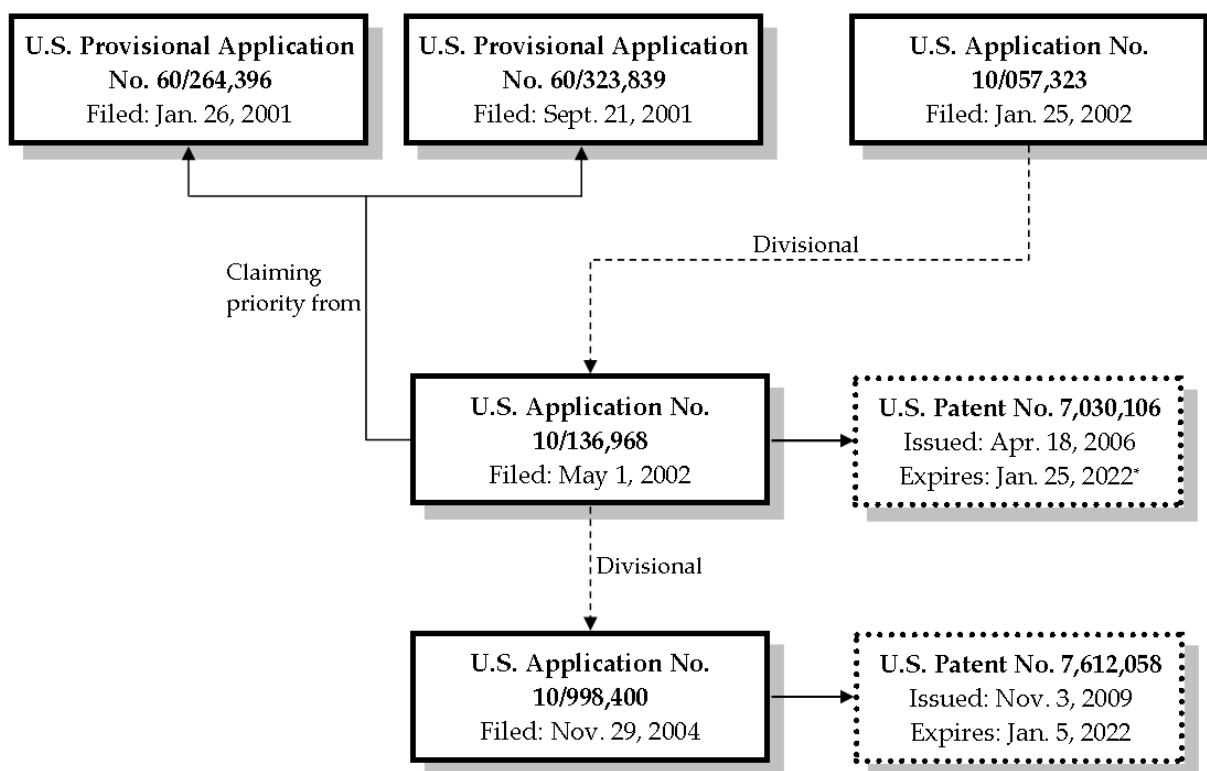 U.S. Provisional Application
No. 60/264,396
Filed: Jan. 26, 2001
U.S. Provisional Application
No. 60/323,839
Filed: Sept. 21, 2001
U.S. Application No.
10/057,323
Filed: Jan. 25, 2002
Divisional
Claiming
priority from
U.S. Application No.
10/136,968
Filed: May 1, 2002
U.S. Patent No. 7,030,106
Issued: Apr. 18, 2006
Expires: Jan. 25, 2022*
Divisional
U.S. Application No.
10/998,400
Filed: Nov. 29, 2004
U.S. Patent No. 7,612,058
Issued: Nov. 3, 2009
Expires: Jan. 5, 2022